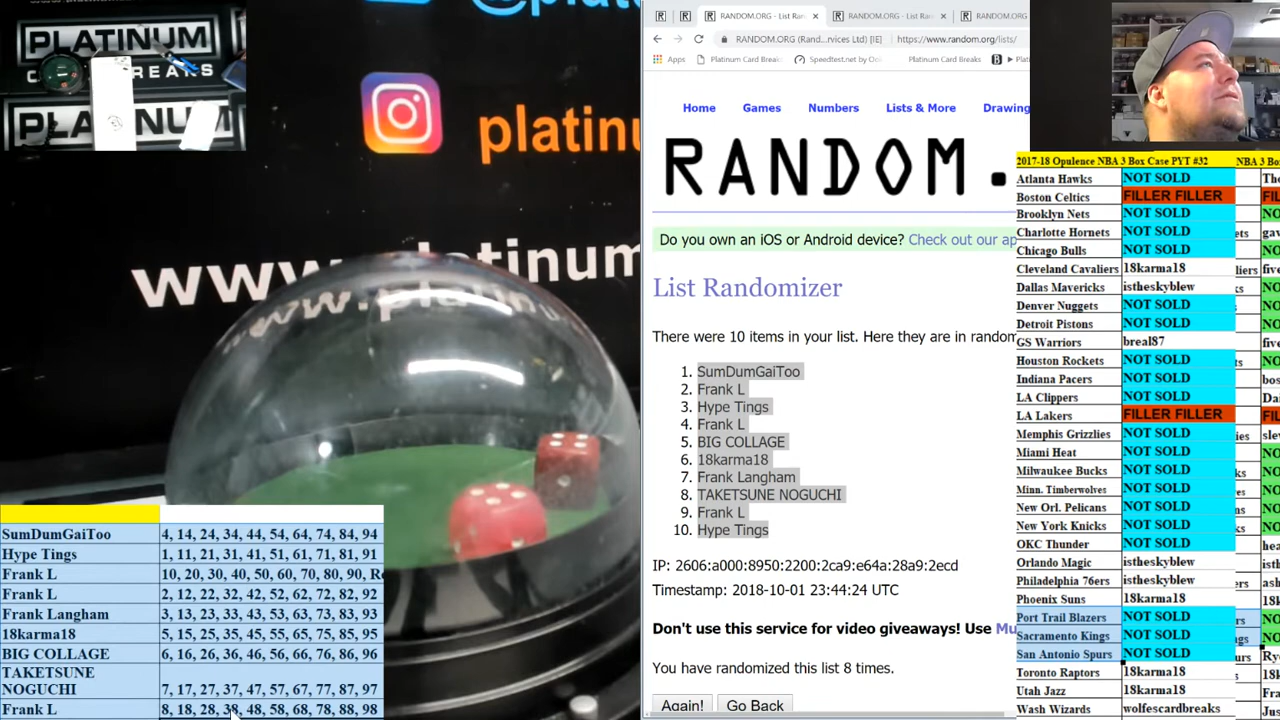 PLATINUM
C
BREAKS
PLATINUM
@platinu
platinu
www.platinum
RANDOM.ORG - List Ran
RANDOM.ORG - List Ran
RANDOM.ORG
RANDOM.ORG (Rand...rvices Ltd) [IE]
https://www.random.org/lists/
Apps
Platinum Card Break
Speedtest.net by Oo
Platinum Card Breaks
Home
Games
Numbers
Lists & More
Drawing
RANDOM.
Do you own an iOS or Android device? Check out our ap
List Randomizer
There were 10 items in your list. Here they are in random
1. SumDumGaiToo
2. Frank L
3. Hype Tings
4. Frank L
5. BIG COLLAGE
6. 18karma18
7. Frank Langham
8. TAKETSUNE NOGUCHI
9. Frank L
10. Hype Tings
IP: 2606:a000:8950:2200:2ca9:e64a:28a9:2ecd
Timestamp: 2018-10-01 23:44:24 UTC
Don't use this service for video giveaways! Use Mu
You have randomized this list 8 times.
Again!
Go Back
SumDumGaiToo 4, 14, 24, 34, 44, 54, 64, 74, 84, 94
Hype Tings 1, 11, 21, 31, 41, 51, 61, 71, 81, 91
Frank L 10, 20, 30, 40, 50, 60, 70, 80, 90, Re
Frank L 2, 12, 22, 32, 42, 52, 62, 72, 82, 92
Frank Langham 3, 13, 23, 33, 43, 53, 63, 73, 83, 93
18karma18 5, 15, 25, 35, 45, 55, 65, 75, 85, 95
BIG COLLAGE 6, 16, 26, 36, 46, 56, 66, 76, 86, 96
TAKETSUNE
NOGUCHI 7, 17, 27, 37, 47, 57, 67, 77, 87, 97
Frank L 8, 18, 28, 38, 48, 58, 68, 78, 88, 98
2017-18 Opulence NBA 3 Box Case PYT #32 NBA 3 Bo
Atlanta Hawks NOT SOLD
Boston Celtics FILLER FILLER
Brooklyn Nets NOT SOLD
Charlotte Hornets NOT SOLD
Chicago Bulls NOT SOLD
Cleveland Cavaliers 18karma18
Dallas Mavericks istheskyblew
Denver Nuggets NOT SOLD
Detroit Pistons NOT SOLD
GS Warriors breal87
Houston Rockets NOT SOLD
Indiana Pacers NOT SOLD
LA Clippers NOT SOLD
LA Lakers FILLER FILLER
Memphis Grizzlies NOT SOLD
Miami Heat NOT SOLD
Milwaukee Bucks NOT SOLD
Minn. Timberwolves NOT SOLD
New Orl. Pelicans NOT SOLD
New York Knicks NOT SOLD
OKC Thunder NOT SOLD
Orlando Magic istheskyblew
Philadelphia 76ers istheskyblew
Phoenix Suns 18karma18
Port Trail Blazers NOT SOLD
Sacramento Kings NOT SOLD
San Antonio Spurs NOT SOLD
Toronto Raptors 18karma18
Utah Jazz 18karma18
Wash Wizards wolfescardbreaks